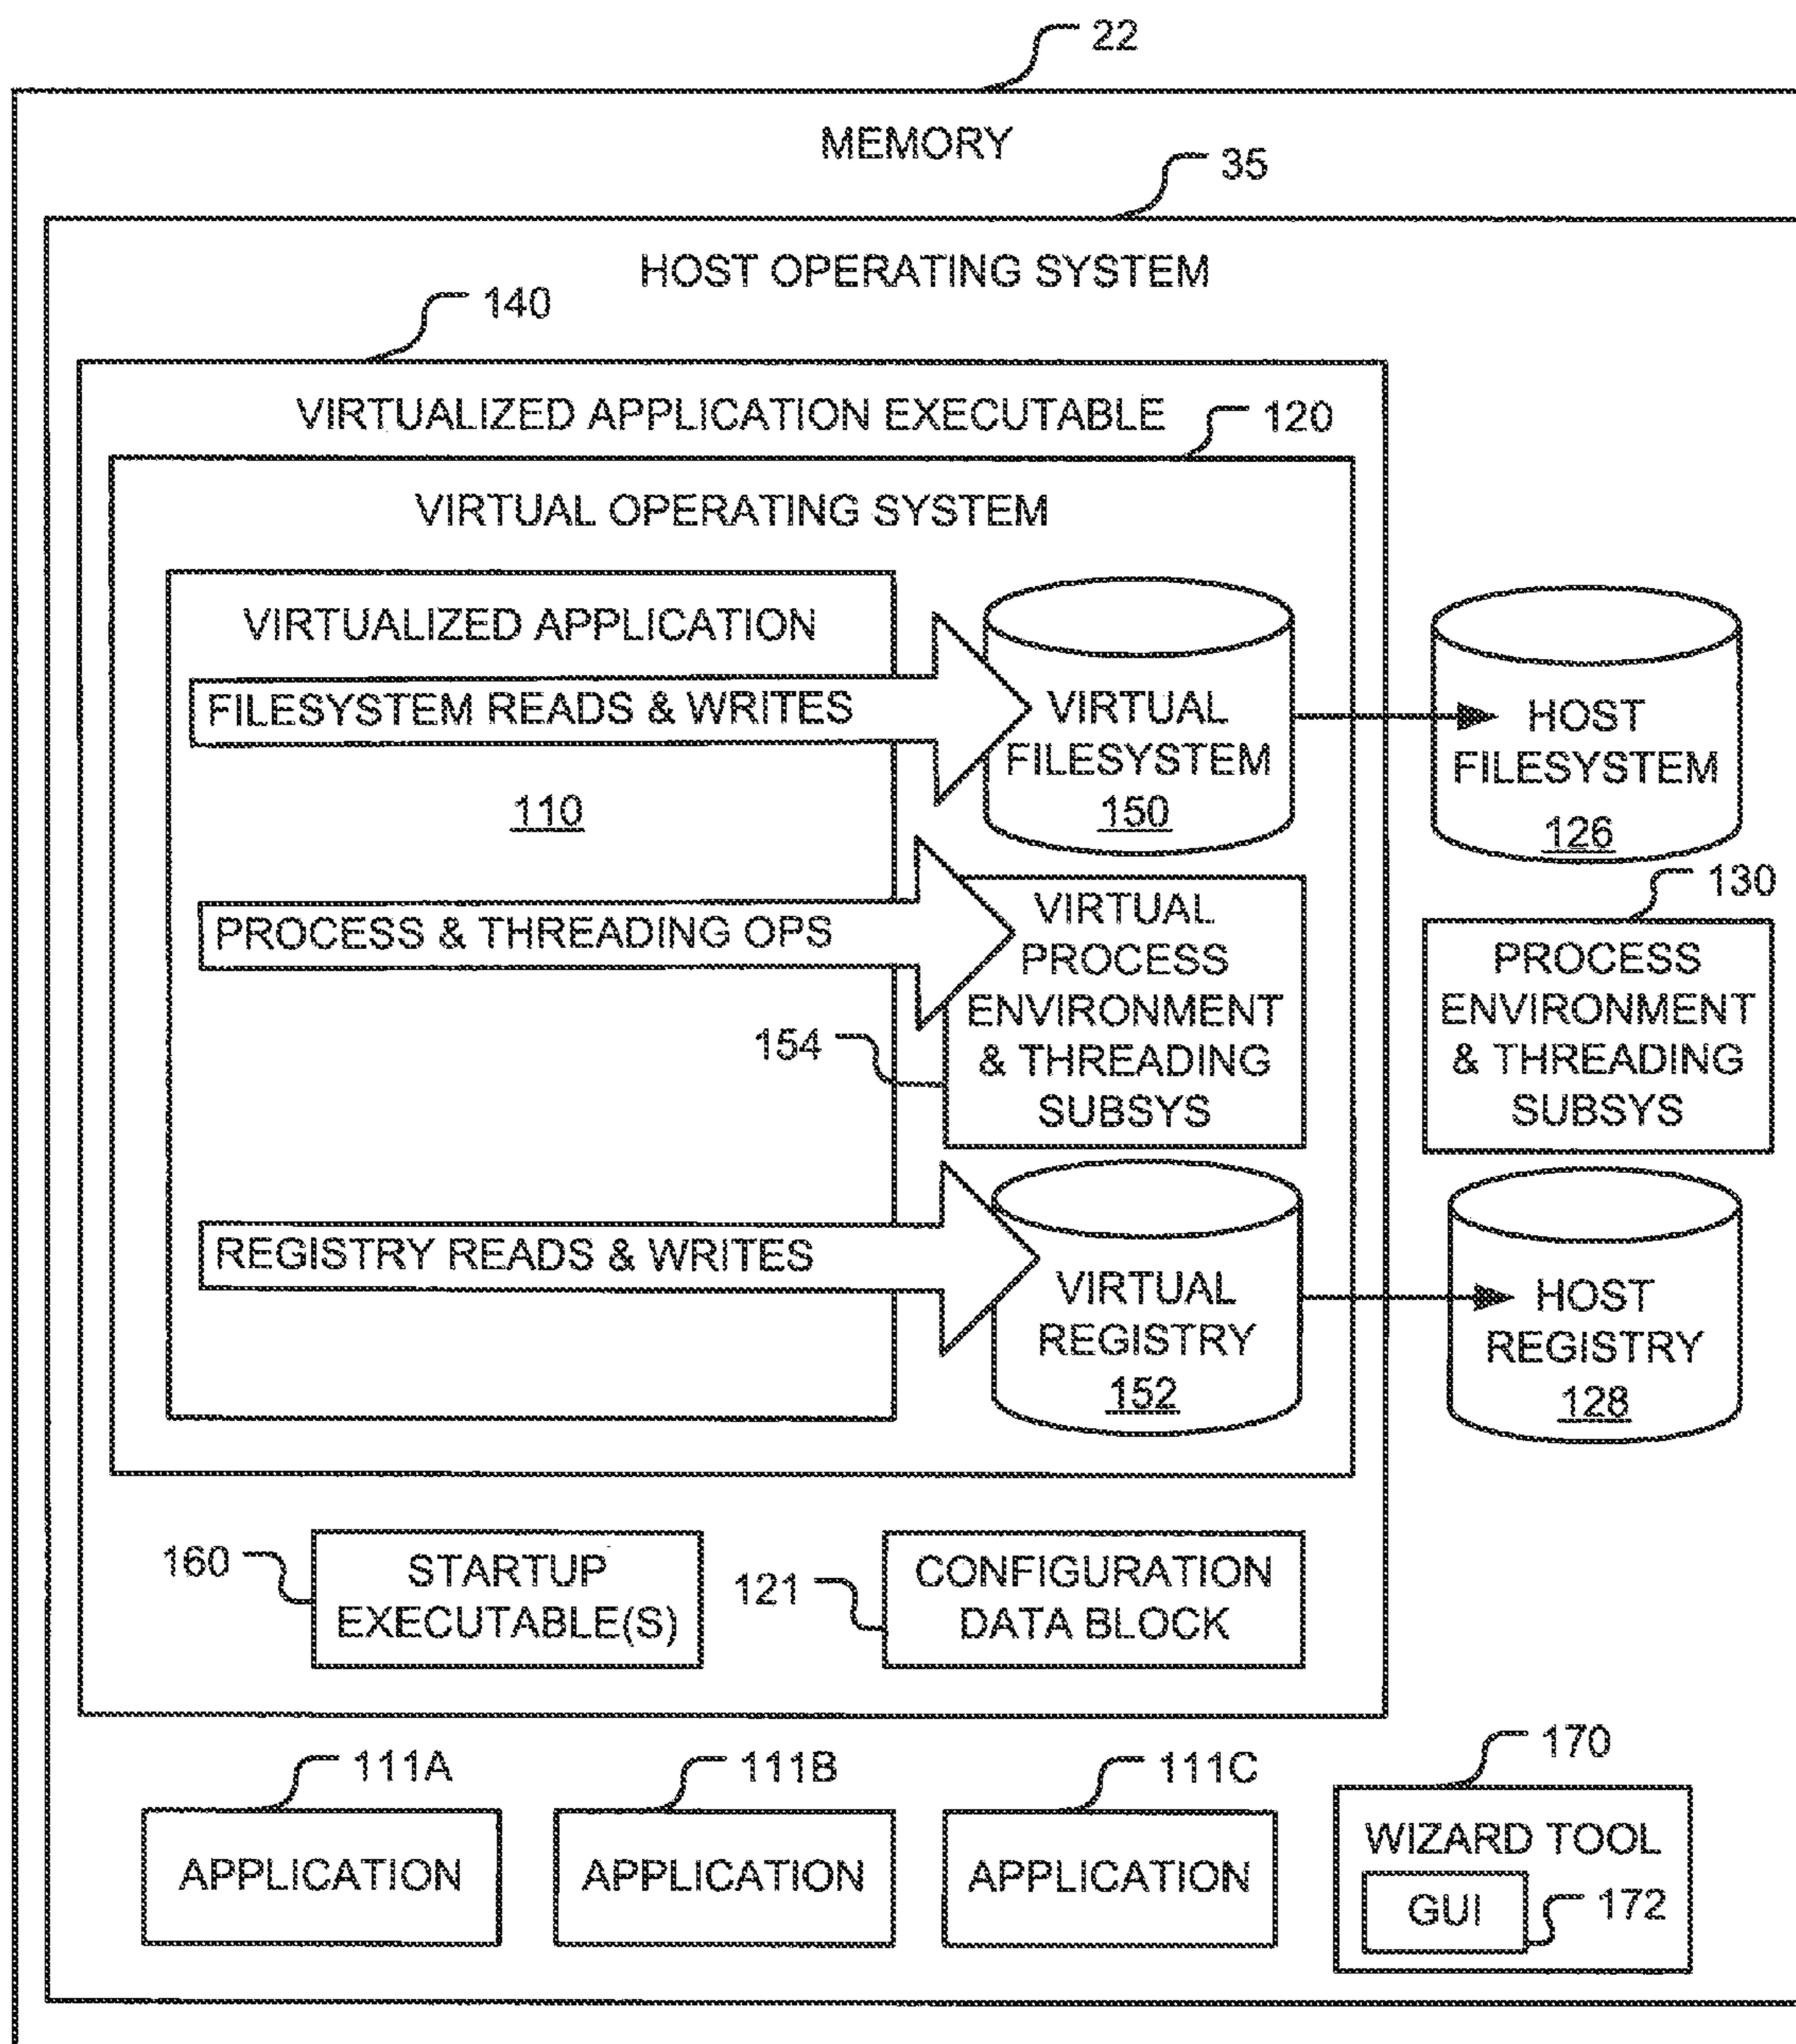 22
MEMORY
35
HOST OPERATING SYSTEM
140
VIRTUALIZED APPLICATION EXECUTABLE
120
VIRTUAL OPERATING SYSTEM
VIRTUALIZED APPLICATION
FILESYSTEM READS & WRITES
110
VIRTUAL
FILESYSTEM
150
HOST
FILESYSTEM
126
PROCESS & THREADING OPS
154
VIRTUAL
PROCESS
ENVIRONMENT
& THREADING
SUBSYS
130
PROCESS
ENVIRONMENT
& THREADING
SUBSYS
REGISTRY READS & WRITES
VIRTUAL
REGISTRY
152
HOST
REGISTRY
128
160
STARTUP
EXECUTABLE(S)
121
CONFIGURATION
DATA BLOCK
111A
APPLICATION
111B
APPLICATION
111C
APPLICATION
170
WIZARD TOOL
GUI
172